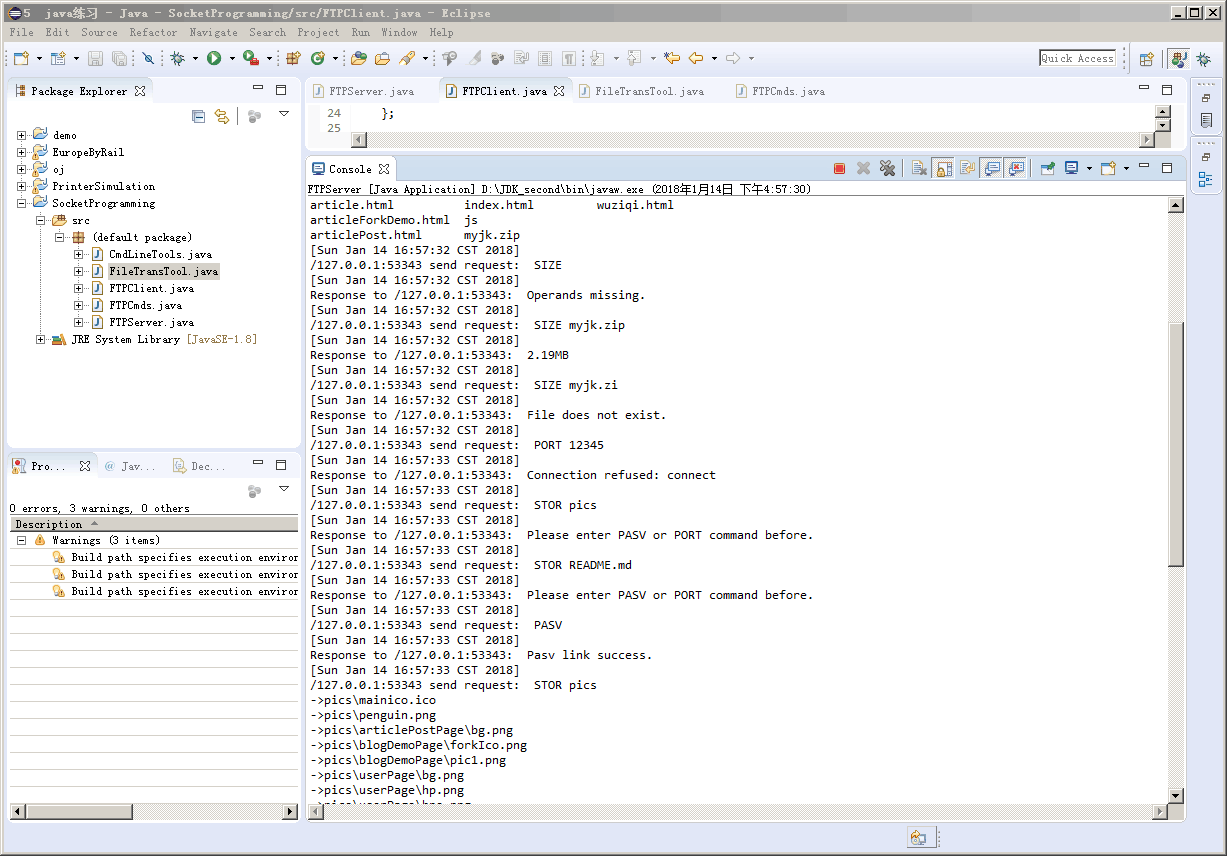 5 java练习 - Java - SocketProgramming/src/FTPClient.java - Eclipse
File Edit Source Refactor Navigate Search Project Run Window Help
Quick Access
Package Explorer
demo
EuropeByRail
oj
PrinterSimulation
SocketProgramming
src
(default package)
CmdLineTools.java
FileTransTool.java
FTPClient.java
FTPCmds.java
FTPServer.java
JRE System Library [JavaSE-1.8]
Pro... Jav... Dec...
0 errors, 3 warnings, 0 others
Description
Warnings (3 items)
Build path specifies execution enviror
Build path specifies execution enviror
Build path specifies execution enviror
FTPServer.java FTPClient.java FileTransTool.java FTPCmds.java
24 };
25
Console
FTPServer [Java Application] D:\JDK_second\bin\javaw.exe (2018年1月14日 下午4:57:30)
article.html index.html wuziqi.html
articleForkDemo.html js
articlePost.html myjk.zip
[Sun Jan 14 16:57:32 CST 2018]
/127.0.0.1:53343 send request: SIZE
[Sun Jan 14 16:57:32 CST 2018]
Response to /127.0.0.1:53343: Operands missing.
[Sun Jan 14 16:57:32 CST 2018]
/127.0.0.1:53343 send request: SIZE myjk.zip
[Sun Jan 14 16:57:32 CST 2018]
Response to /127.0.0.1:53343: 2.19MB
[Sun Jan 14 16:57:32 CST 2018]
/127.0.0.1:53343 send request: SIZE myjk.zi
[Sun Jan 14 16:57:32 CST 2018]
Response to /127.0.0.1:53343: File does not exist.
[Sun Jan 14 16:57:32 CST 2018]
/127.0.0.1:53343 send request: PORT 12345
[Sun Jan 14 16:57:33 CST 2018]
Response to /127.0.0.1:53343: Connection refused: connect
[Sun Jan 14 16:57:33 CST 2018]
/127.0.0.1:53343 send request: STOR pics
[Sun Jan 14 16:57:33 CST 2018]
Response to /127.0.0.1:53343: Please enter PASV or PORT command before.
[Sun Jan 14 16:57:33 CST 2018]
/127.0.0.1:53343 send request: STOR README.md
[Sun Jan 14 16:57:33 CST 2018]
Response to /127.0.0.1:53343: Please enter PASV or PORT command before.
[Sun Jan 14 16:57:33 CST 2018]
/127.0.0.1:53343 send request: PASV
[Sun Jan 14 16:57:33 CST 2018]
Response to /127.0.0.1:53343: Pasv link success.
[Sun Jan 14 16:57:33 CST 2018]
/127.0.0.1:53343 send request: STOR pics
->pics\mainico.ico
->pics\penguin.png
->pics\articlePostPage\bg.png
->pics\blogDemoPage\forkIco.png
->pics\blogDemoPage\pic1.png
->pics\userPage\bg.png
->pics\userPage\hp.png